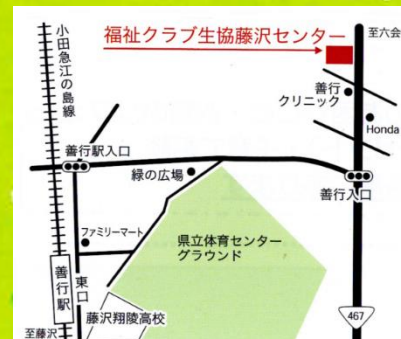 福祉クラブ生協藤沢センター
至六会
小田急江の島線
善行
クリニック
Honda
善行駅入口
緑の広場
善行入口
ファミリーマート
県立体育センター
グラウンド
善行駅
東口
藤沢翔陵高校
467
至藤沢